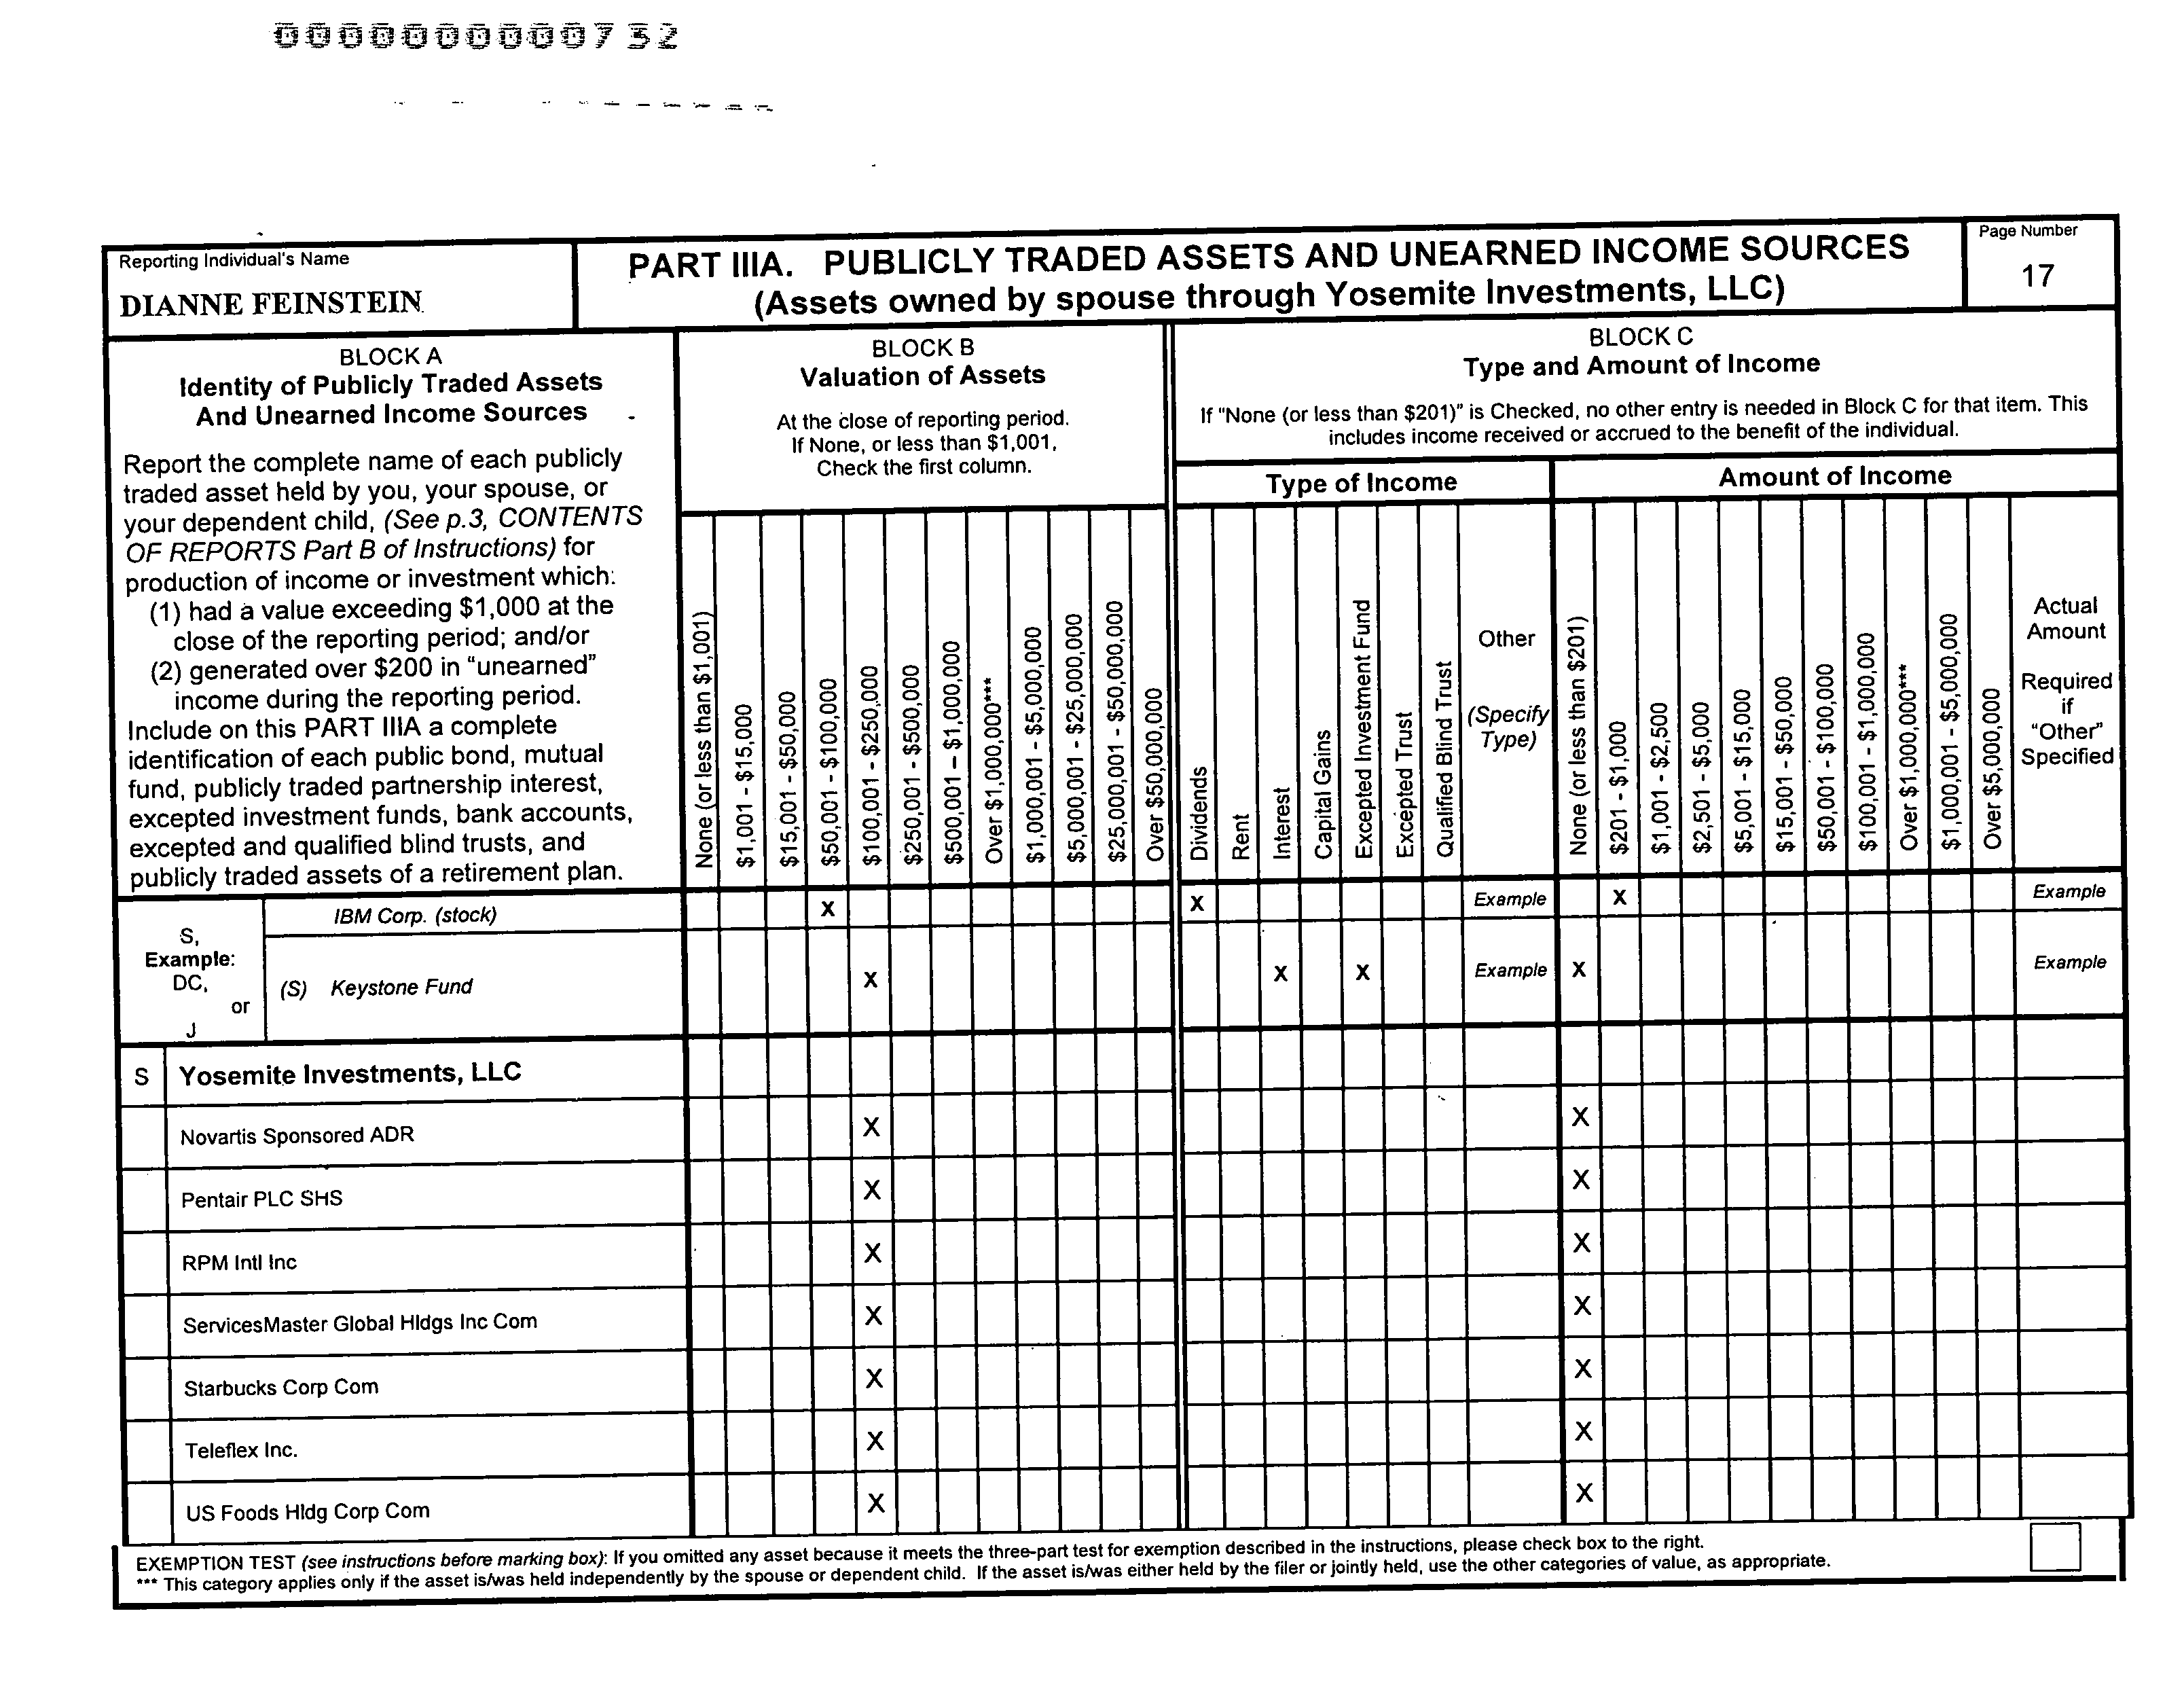 0000000000732
Reporting Individual's Name
DIANNE FEINSTEIN
PART IIIA. PUBLICLY TRADED ASSETS AND UNEARNED INCOME SOURCES
(Assets owned by spouse through Yosemite Investments, LLC)
Page Number
17
BLOCK A
Identity of Publicly Traded Assets
And Unearned Income Sources
Report the complete name of each publicly
traded asset held by you, your spouse, or
your dependent child, (See p.3, CONTENTS
OF REPORTS Part B of Instructions) for
production of income or investment which:
(1) had a value exceeding $1,000 at the
close of the reporting period; and/or
(2) generated over $200 in "unearned"
income during the reporting period.
Include on this PART IIIA a complete
identification of each public bond, mutual
fund, publicly traded partnership interest,
excepted investment funds, bank accounts,
excepted and qualified blind trusts, and
publicly traded assets of a retirement plan.
BLOCK B
Valuation of Assets
At the close of reporting period.
If None, or less than $1,001,
Check the first column.
None (or less than $1,001)
$1,001 - $15,000
$15,001 - $50,000
$50,001 - $100,000
$100,001 - $250,000
$250,001 - $500,000
$500,001 – $1,000,000
Over $1,000,000***
$1,000,001 - $5,000,000
$5,000,001 - $25,000,000
$25,000,001 - $50,000,000
Over $50,000,000
BLOCK C
Type and Amount of Income
If "None (or less than $201)" is Checked, no other entry is needed in Block C for that item. This
includes income received or accrued to the benefit of the individual.
Type of Income
Dividends
Rent
Interest
Capital Gains
Excepted Investment Fund
Excepted Trust
Qualified Blind Trust
Other
(Specify
Type)
Amount of Income
None (or less than $201)
$201 - $1,000
$1,001 - $2,500
$2,501 - $5,000
$5,001 - $15,000
$15,001 - $50,000
$50,001 - $100,000
$100,001 - $1,000,000
Over $1,000,000***
$1,000,001 - $5,000,000
Over $5,000,000
Actual
Amount
Required
if
"Other"
Specified
S,
Example:
DC,
or
J
IBM Corp. (stock) X X Example X Example
(S) Keystone Fund X X X Example X Example
S Yosemite Investments, LLC
Novartis Sponsored ADR X X
Pentair PLC SHS X X
RPM Intl Inc X X
ServicesMaster Global Hldgs Inc Com X X
Starbucks Corp Com X X
Teleflex Inc. X X
US Foods Hldg Corp Com X X
EXEMPTION TEST (see instructions before marking box): If you omitted any asset because it meets the three-part test for exemption described in the instructions, please check box to the right.
*** This category applies only if the asset is/was held independently by the spouse or dependent child. If the asset is/was either held by the filer or jointly held, use the other categories of value, as appropriate.